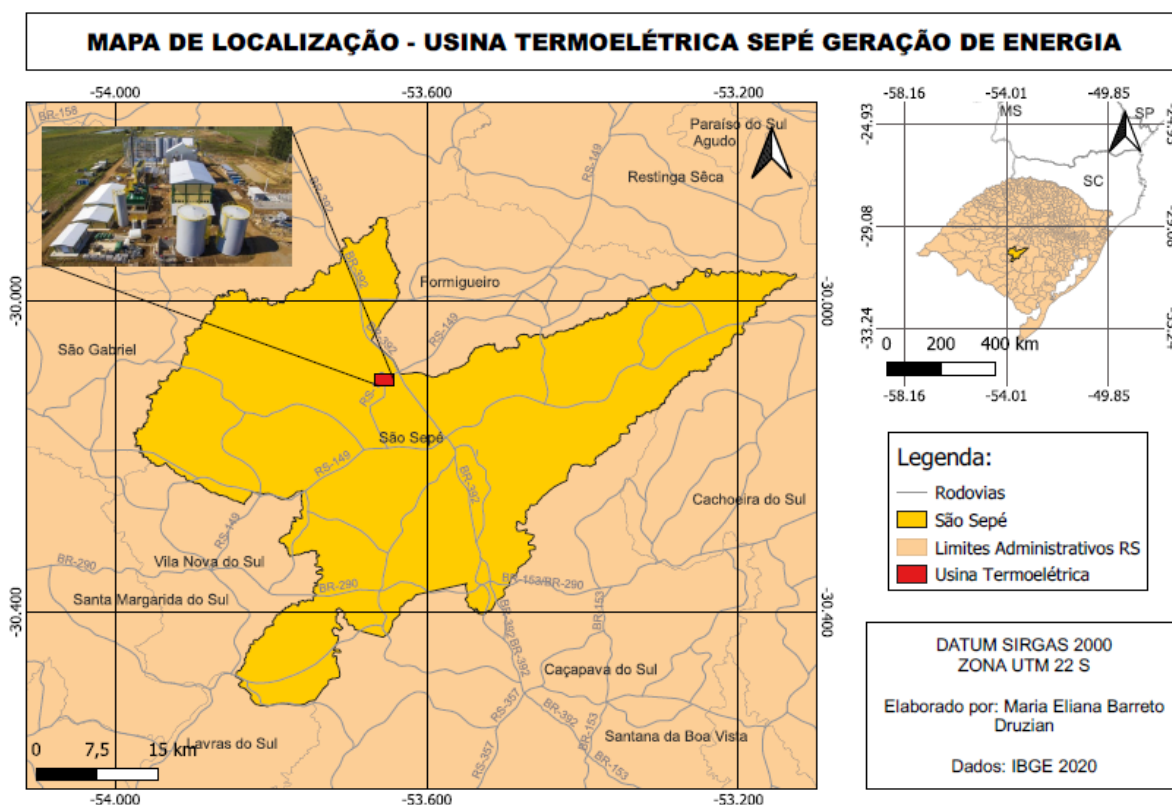 MAPA DE LOCALIZAÇÃO - USINA TERMOELÉTRICA SEPÉ GERAÇÃO DE ENERGIA
-54.000 -53.600 -53.200
BR-158
Paraíso do Sul
Agudo
RS-149
Restinga Sêca
BR-392
BR-392
Formigueiro
-30.000 -30.000
BR-392
RS-149
São Gabriel
RS-
São Sepé
RS-149
BR-392
Cachoeira do Sul
RS-149
Vila Nova do Sul
BR-290
BR-290
BR-153/BR-290
Santa Margarida do Sul
BR-153
-30.400 -30.400
BR-392
BR-392
Caçapava do Sul
RS-357
BR-392
BR-153
Santana da Boa Vista
Lavras do Sul
RS-357
BR-153
0 7,5 15 km
-54.000 -53.600 -53.200
-58.16 -54.01 -49.85
MS SP
-24.93
SC
-29.08
-33.24
0 200 400 km
-58.16 -54.01 -49.85
Legenda:
Rodovias
São Sepé
Limites Administrativos RS
Usina Termoelétrica
DATUM SIRGAS 2000
ZONA UTM 22 S
Elaborado por: Maria Eliana Barreto
Druzian
Dados: IBGE 2020